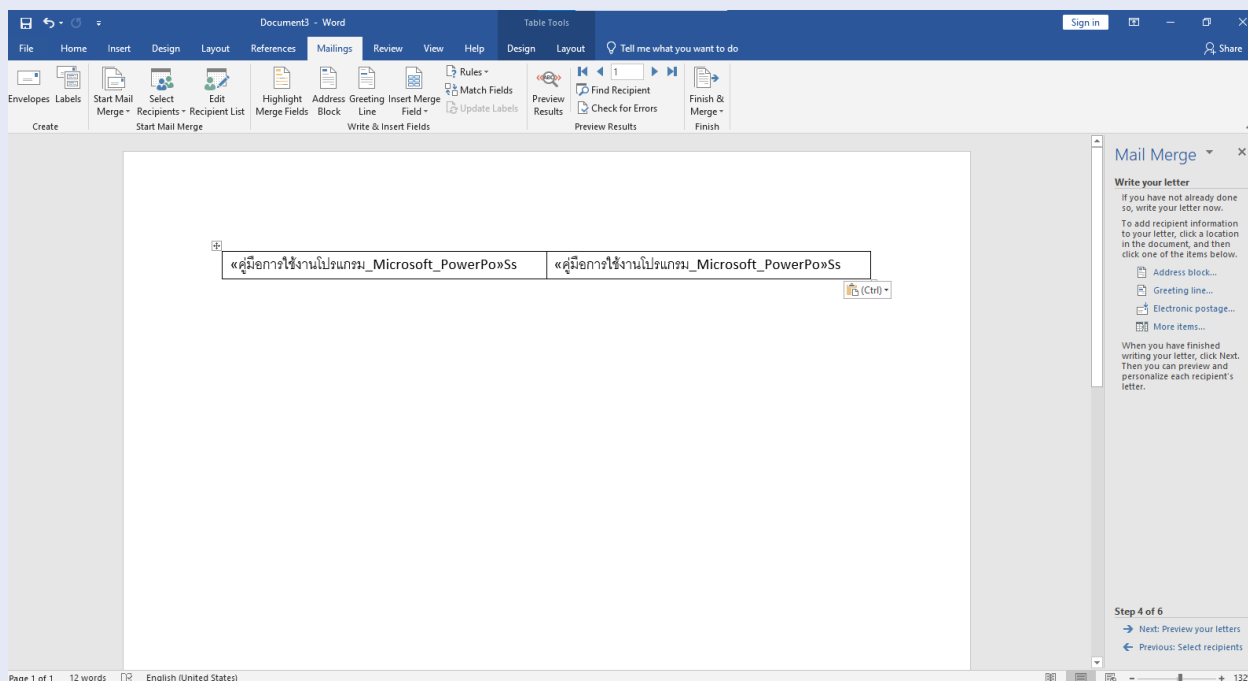 Document3 - Word
Table Tools
Sign in
File Home Insert Design Layout References Mailings Review View Help Design Layout Tell me what you want to do
Share
Envelopes Labels
Start Mail Merge
Select Recipients
Edit Recipient List
Highlight Merge Fields
Address Block
Greeting Line
Insert Merge Field
Rules
Match Fields
Update Labels
«ABC»
Preview Results
1
Find Recipient
Check for Errors
Finish & Merge
Create
Start Mail Merge
Write & Insert Fields
Preview Results
Finish
«คู่มือการใช้งานโปรแกรม_Microsoft_PowerPo»Ss «คู่มือการใช้งานโปรแกรม_Microsoft_PowerPo»Ss
(Ctrl)
Mail Merge
Write your letter
If you have not already done
so, write your letter now.
To add recipient information
to your letter, click a location
in the document, and then
click one of the items below.
Address block...
Greeting line...
Electronic postage...
More items...
When you have finished
writing your letter, click Next.
Then you can preview and
personalize each recipient's
letter.
Step 4 of 6
Next: Preview your letters
Previous: Select recipients
Page 1 of 1 12 words English (United States)
- + 132